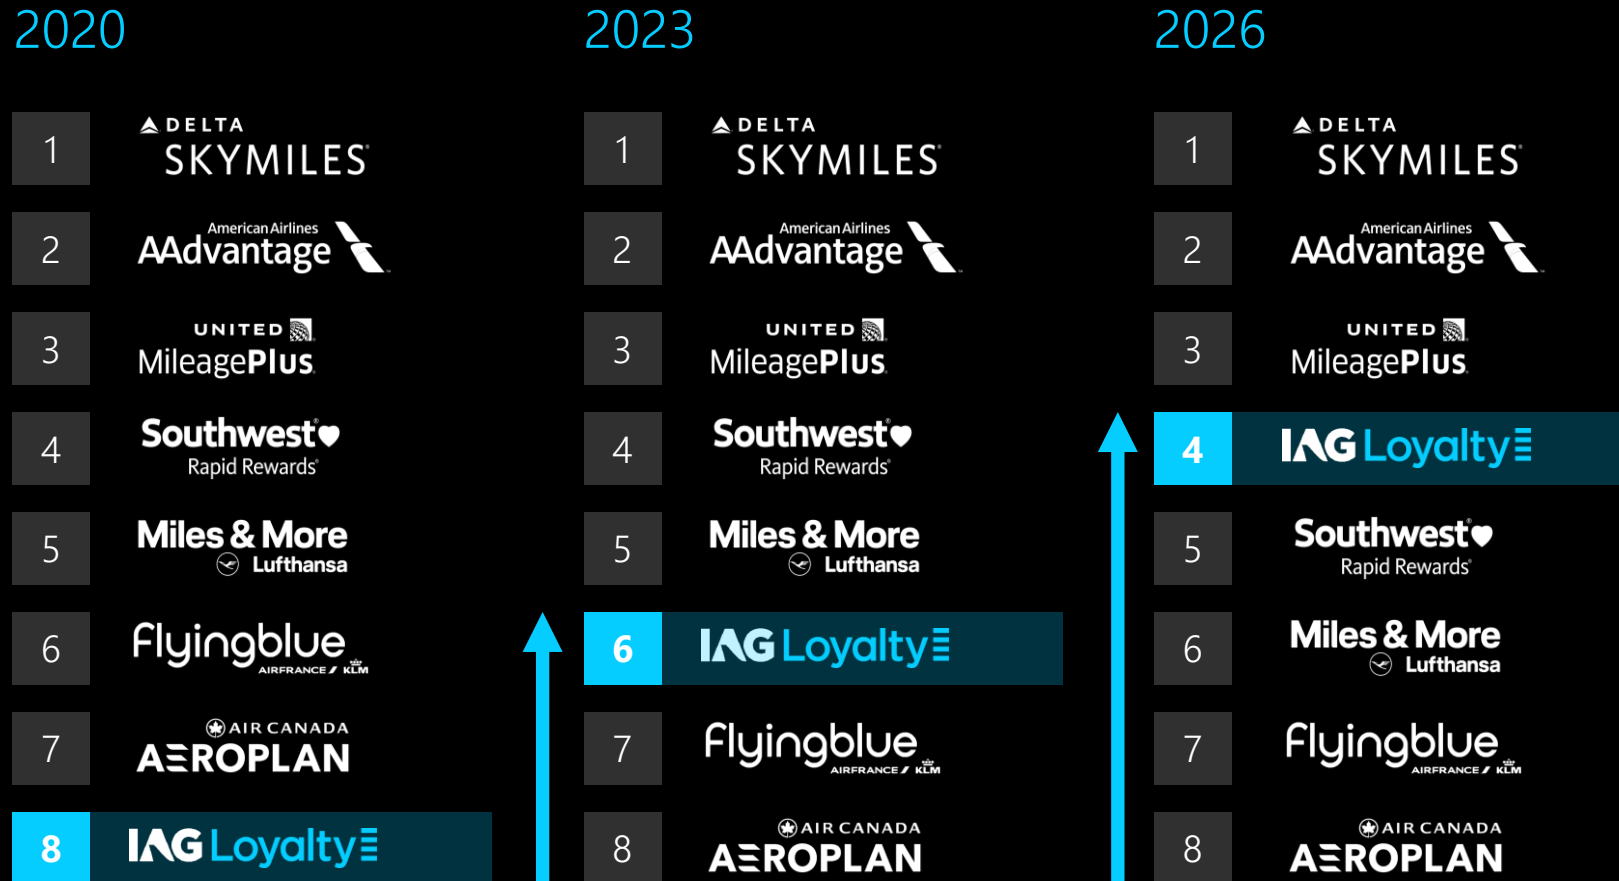 2020
1
DELTA
SKYMILES®
2
American Airlines
AAdvantage
3
UNITED
MileagePlus
4
Southwest®
Rapid Rewards®
5
Miles & More
Lufthansa
6
Flyingblue
AIRFRANCE KLM
7
AIR CANADA
AEROPLAN
8
IAG Loyalty
2023
1
DELTA
SKYMILES®
2
American Airlines
AAdvantage
3
UNITED
MileagePlus
4
Southwest®
Rapid Rewards®
5
Miles & More
Lufthansa
6
IAG Loyalty
7
Flyingblue
AIRFRANCE KLM
8
AIR CANADA
AEROPLAN
2026
1
DELTA
SKYMILES®
2
American Airlines
AAdvantage
3
UNITED
MileagePlus
4
IAG Loyalty
5
Southwest®
Rapid Rewards®
6
Miles & More
Lufthansa
7
Flyingblue
AIRFRANCE KLM
8
AIR CANADA
AEROPLAN